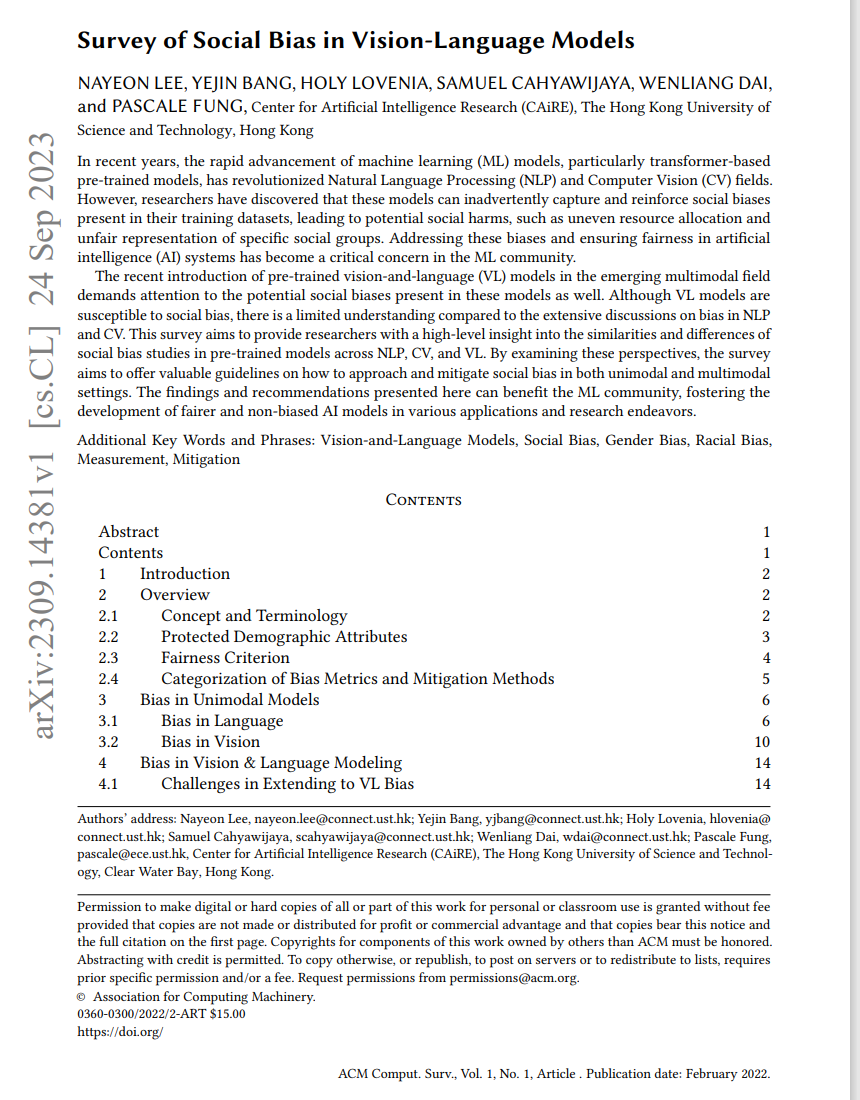 Survey of Social Bias in Vision-Language Models
NAYEON LEE, YEJIN BANG, HOLY LOVENIA, SAMUEL CAHYAWIJAYA, WENLIANG DAI,
and PASCALE FUNG, Center for Artificial Intelligence Research (CAiRE), The Hong Kong University of
Science and Technology, Hong Kong
In recent years, the rapid advancement of machine learning (ML) models, particularly transformer-based
pre-trained models, has revolutionized Natural Language Processing (NLP) and Computer Vision (CV) fields.
However, researchers have discovered that these models can inadvertently capture and reinforce social biases
present in their training datasets, leading to potential social harms, such as uneven resource allocation and
unfair representation of specific social groups. Addressing these biases and ensuring fairness in artificial
intelligence (AI) systems has become a critical concern in the ML community.
The recent introduction of pre-trained vision-and-language (VL) models in the emerging multimodal field
demands attention to the potential social biases present in these models as well. Although VL models are
susceptible to social bias, there is a limited understanding compared to the extensive discussions on bias in NLP
and CV. This survey aims to provide researchers with a high-level insight into the similarities and differences of
social bias studies in pre-trained models across NLP, CV, and VL. By examining these perspectives, the survey
aims to offer valuable guidelines on how to approach and mitigate social bias in both unimodal and multimodal
settings. The findings and recommendations presented here can benefit the ML community, fostering the
development of fairer and non-biased AI models in various applications and research endeavors.
Additional Key Words and Phrases: Vision-and-Language Models, Social Bias, Gender Bias, Racial Bias,
Measurement, Mitigation
Contents
Abstract 1
Contents 1
1 Introduction 2
2 Overview 2
2.1 Concept and Terminology 2
2.2 Protected Demographic Attributes 3
2.3 Fairness Criterion 4
2.4 Categorization of Bias Metrics and Mitigation Methods 5
3 Bias in Unimodal Models 6
3.1 Bias in Language 6
3.2 Bias in Vision 10
4 Bias in Vision & Language Modeling 14
4.1 Challenges in Extending to VL Bias 14
Authors' address: Nayeon Lee, nayeon.lee@connect.ust.hk; Yejin Bang, yjbang@connect.ust.hk; Holy Lovenia, hlovenia@
connect.ust.hk; Samuel Cahyawijaya, scahyawijaya@connect.ust.hk; Wenliang Dai, wdai@connect.ust.hk; Pascale Fung,
pascale@ece.ust.hk, Center for Artificial Intelligence Research (CAiRE), The Hong Kong University of Science and Technol-
ogy, Clear Water Bay, Hong Kong.
Permission to make digital or hard copies of all or part of this work for personal or classroom use is granted without fee
provided that copies are not made or distributed for profit or commercial advantage and that copies bear this notice and
the full citation on the first page. Copyrights for components of this work owned by others than ACM must be honored.
Abstracting with credit is permitted. To copy otherwise, or republish, to post on servers or to redistribute to lists, requires
prior specific permission and/or a fee. Request permissions from permissions@acm.org.
© Association for Computing Machinery.
0360-0300/2022/2-ART $15.00
https://doi.org/
ACM Comput. Surv., Vol. 1, No. 1, Article . Publication date: February 2022.
arXiv:2309.14381v1 [cs.CL] 24 Sep 2023